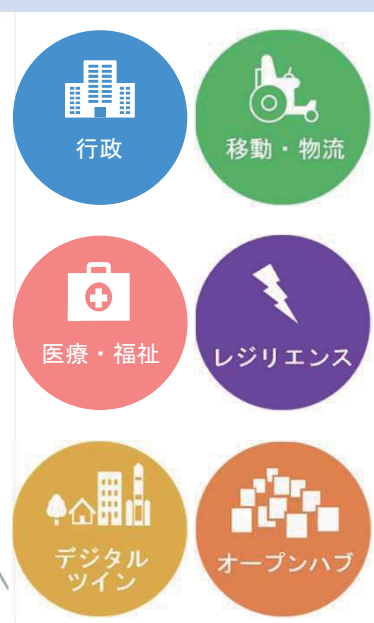 行政
移動・物流
医療・福祉
レジリエンス
デジタル
ツイン
オープンハブ